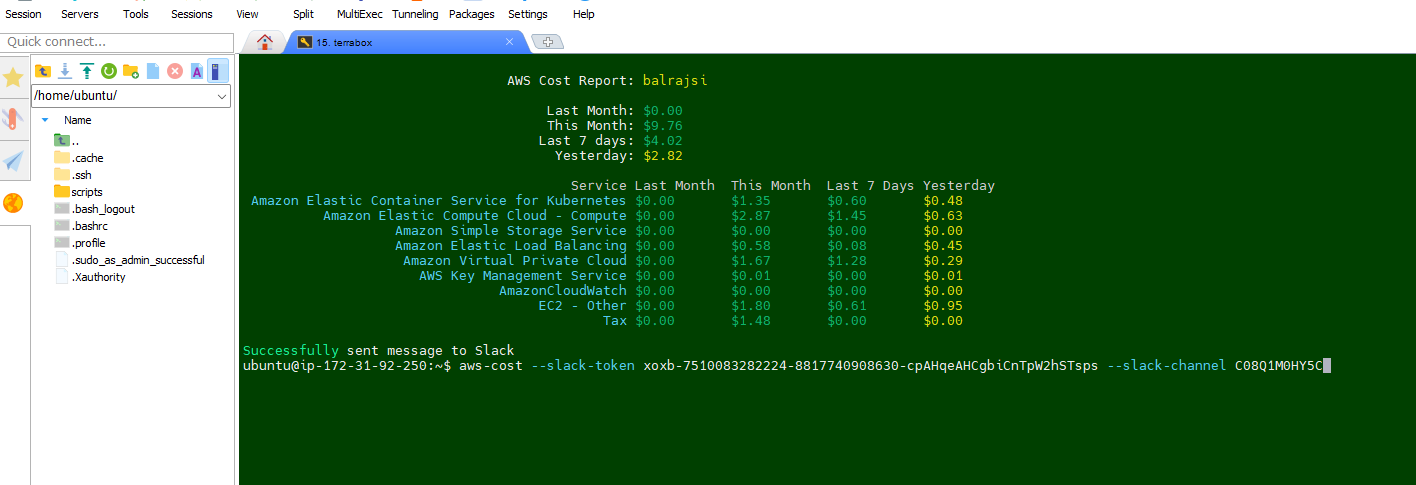 Session Servers Tools Sessions View Split MultiExec Tunneling Packages Settings Help
Quick connect...
15. terrabox
/home/ubuntu/
Name
..
.cache
.ssh
scripts
.bash_logout
.bashrc
.profile
.sudo_as_admin_successful
.Xauthority
AWS Cost Report: balrajsi
Last Month: $0.00
This Month: $9.76
Last 7 days: $4.02
Yesterday: $2.82
Service Last Month This Month Last 7 Days Yesterday
Amazon Elastic Container Service for Kubernetes $0.00 $1.35 $0.60 $0.48
Amazon Elastic Compute Cloud - Compute $0.00 $2.87 $1.45 $0.63
Amazon Simple Storage Service $0.00 $0.00 $0.00 $0.00
Amazon Elastic Load Balancing $0.00 $0.58 $0.08 $0.45
Amazon Virtual Private Cloud $0.00 $1.67 $1.28 $0.29
AWS Key Management Service $0.00 $0.01 $0.00 $0.01
AmazonCloudWatch $0.00 $0.00 $0.00 $0.00
EC2 - Other $0.00 $1.80 $0.61 $0.95
Tax $0.00 $1.48 $0.00 $0.00
Successfully sent message to Slack
ubuntu@ip-172-31-92-250:~$ aws-cost --slack-token xoxb-7510083282224-8817740908630-cpAHqeAHCgbiCnTpW2hSTsps --slack-channel C08Q1M0HY5C